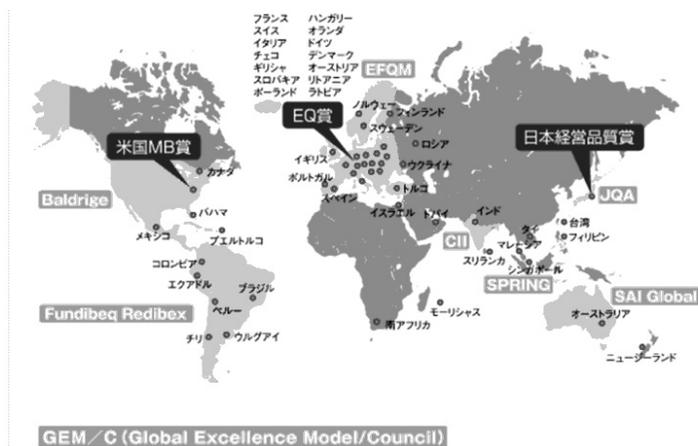 フランス ハンガリー
スイス オランダ
イタリア ドイツ
チェコ デンマーク
ギリシャ オーストリア
スロバキア リトアニア
ポーランド ラトビア
EFQM
ノルウェー フィンランド
EQ賞
スウェーデン
米国MB賞
日本経営品質賞
ロシア
イギリス
ウクライナ
カナダ
ポルトガル
トルコ
スペイン
JQA
Baldrige
バハマ
イスラエル ドバイ インド
台湾
メキシコ
プエルトリコ
タイ
フィリピン
CII
マレーシア
スリランカ
コロンビア
シンガポール
SPRING
エクアドル
ブラジル
SAI Global
ペルー
モーリシャス
Fundibeq Redibex
オーストラリア
南アフリカ
チリ
ウルグアイ
ニュージーランド
GEM/C(Global Excellence Model/Council)